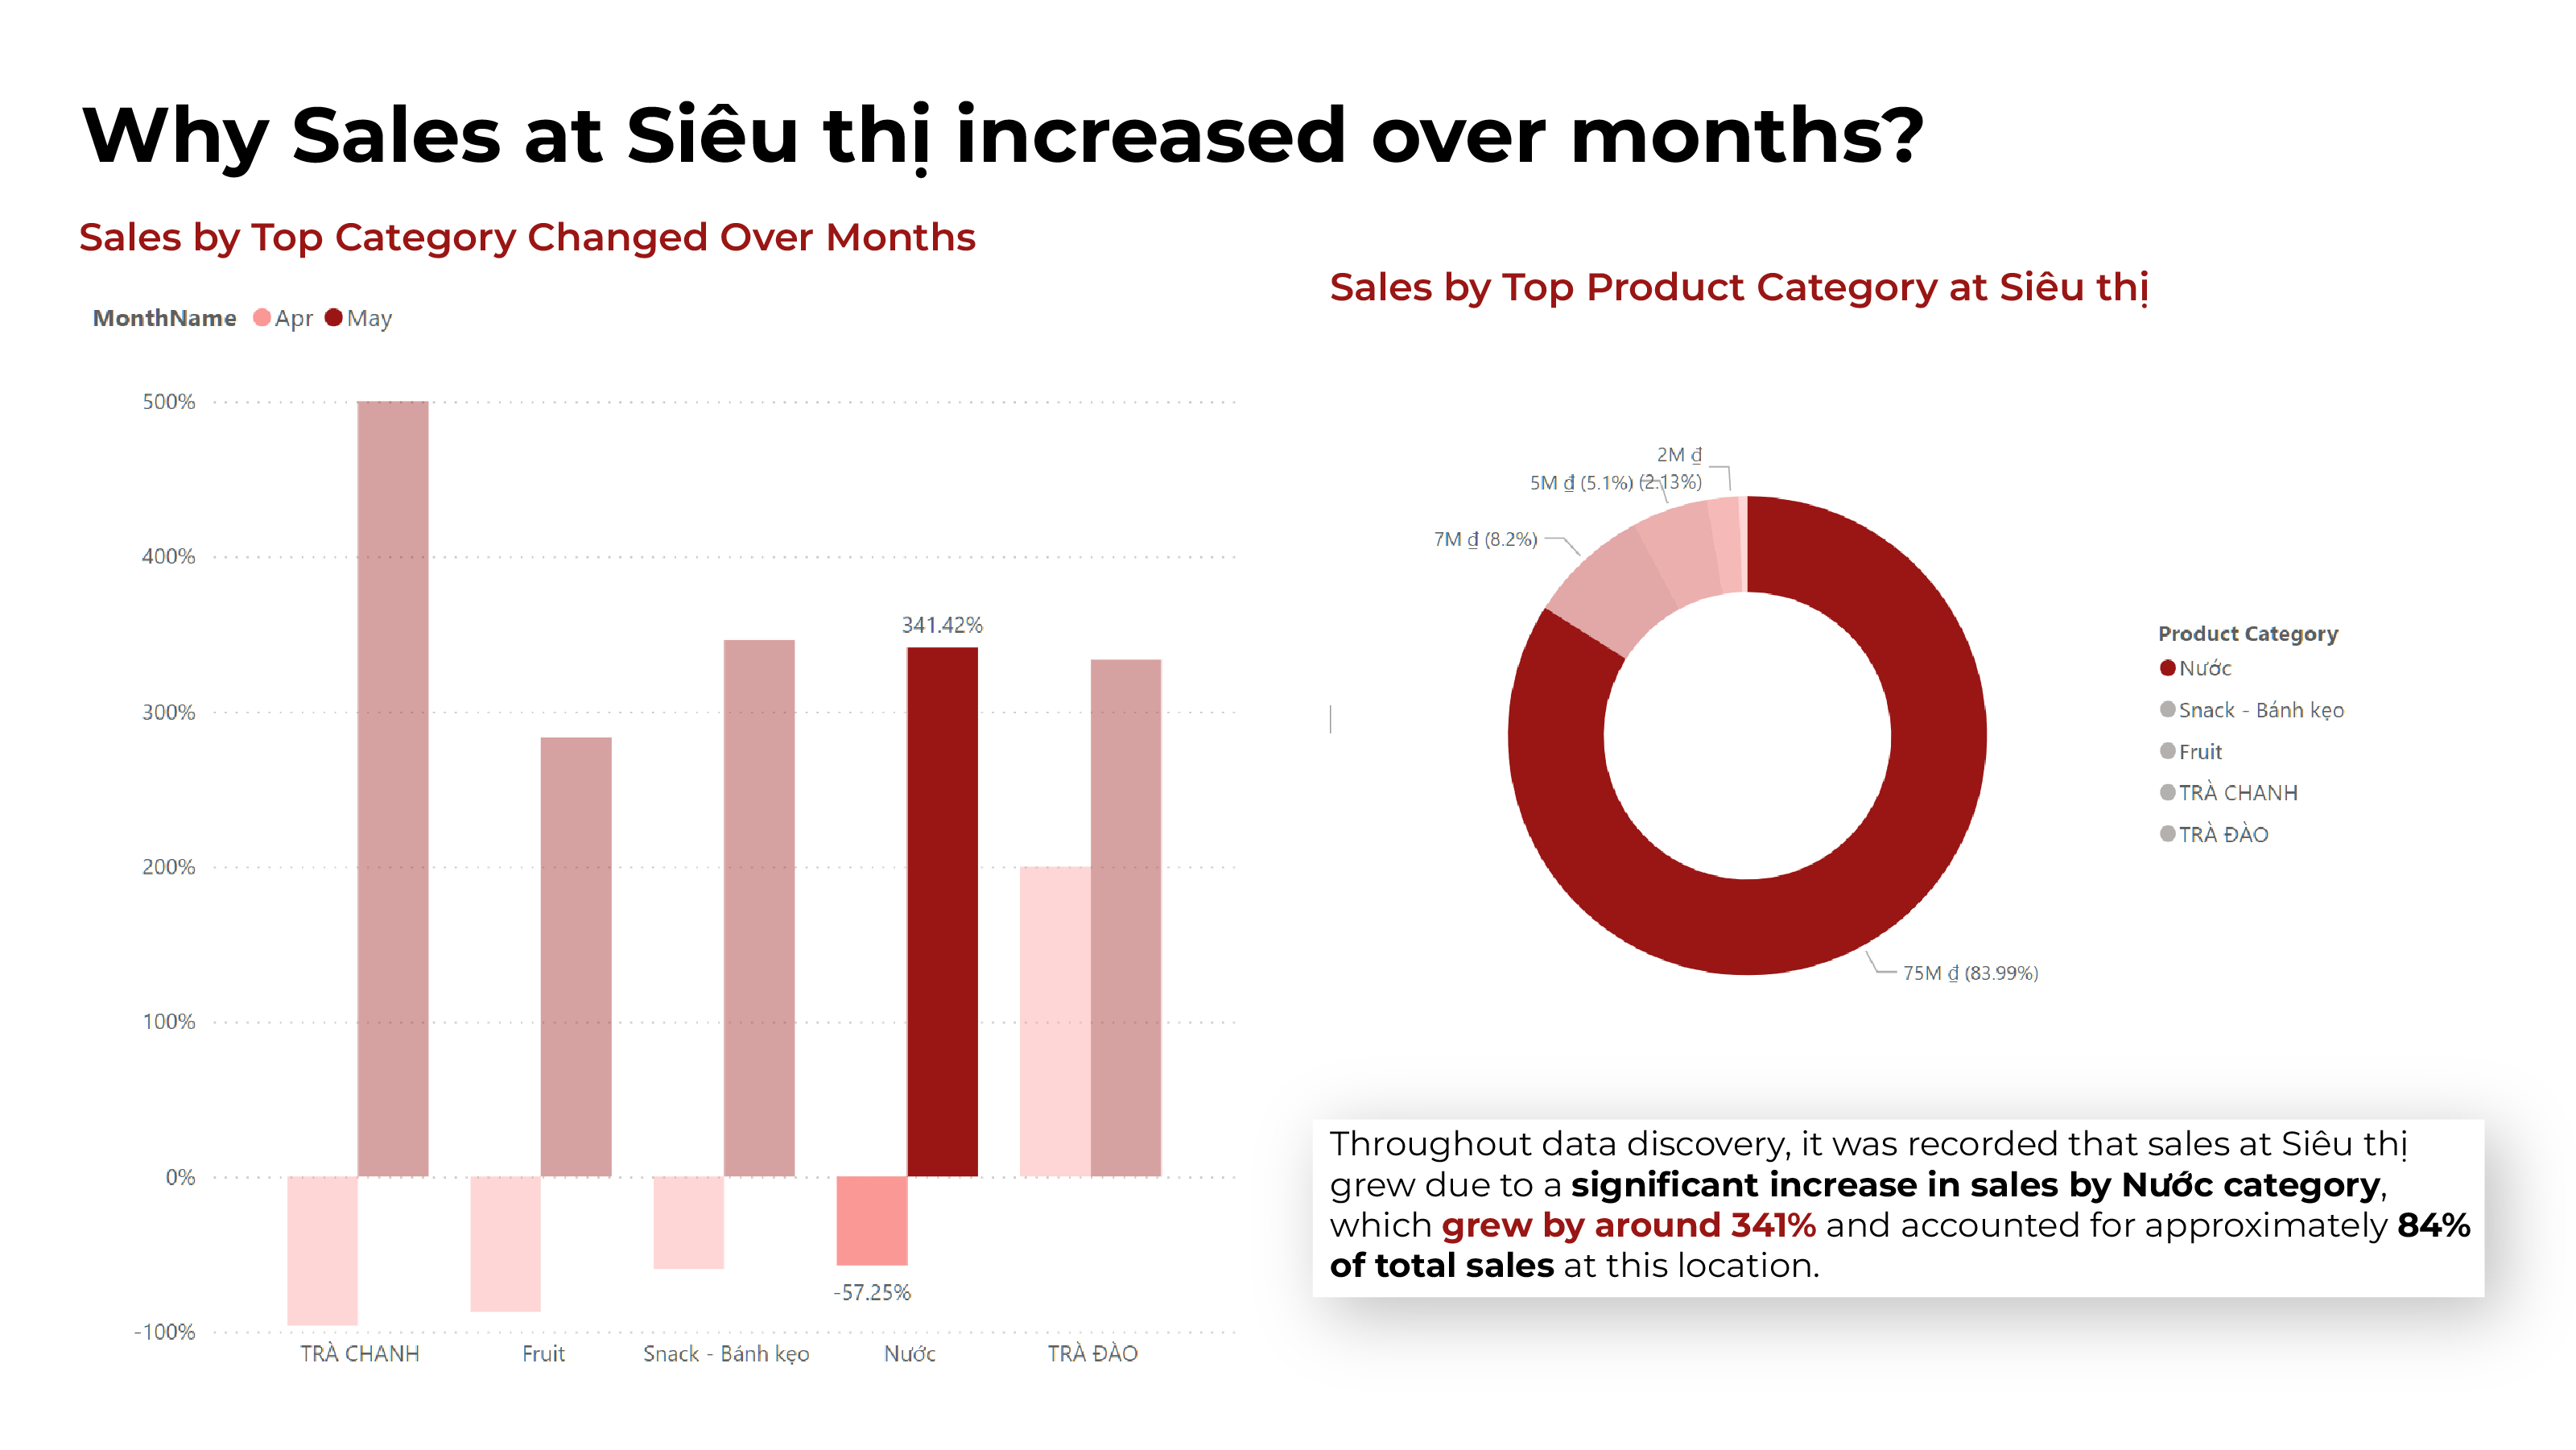 Why Sales at Siêu thị increased over months?
Sales by Top Category Changed Over Months
MonthName Apr May
500%
400%
300%
200%
100%
0%
-100%
341.42%
-57.25%
TRÀ CHANH
Fruit
Snack - Bánh kẹo
Nước
TRÀ ĐÀO
Sales by Top Product Category at Siêu thị
2M ₫
(2.13%)
5M ₫ (5.1%)
7M ₫ (8.2%)
75M ₫ (83.99%)
Product Category
Nước
Snack - Bánh kẹo
Fruit
TRÀ CHANH
TRÀ ĐÀO
Throughout data discovery, it was recorded that sales at Siêu thị
grew due to a significant increase in sales by Nước category,
which grew by around 341% and accounted for approximately 84%
of total sales at this location.